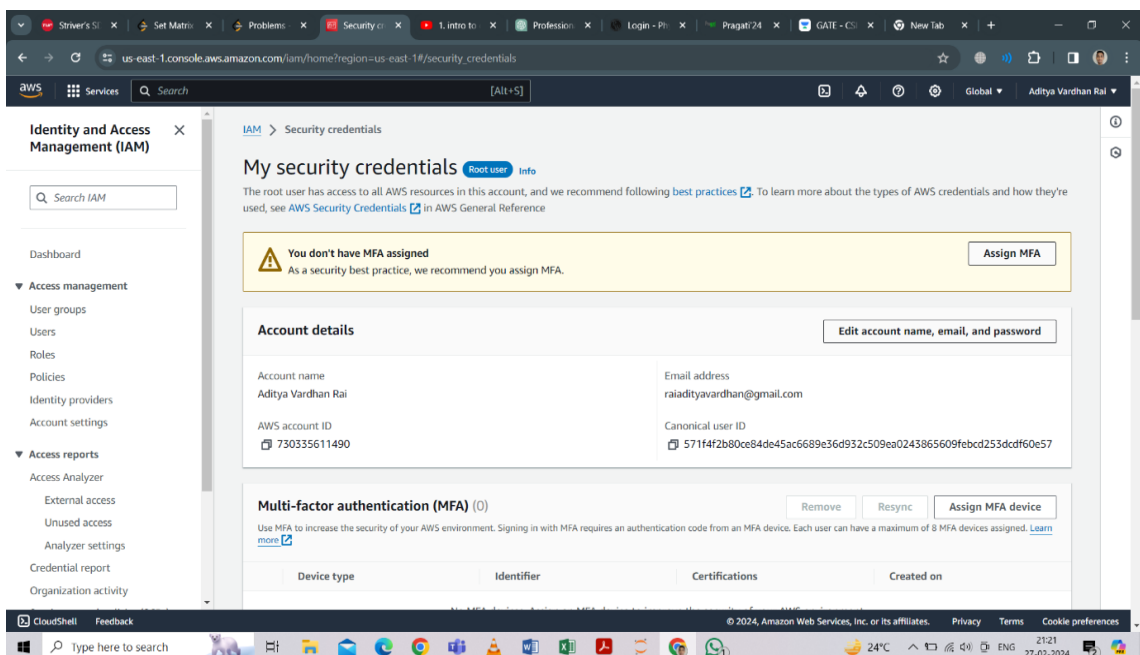 Striver's SI
Set Matrix
Problems -
Security cr
1. intro to
Profession
Login - Ph
Pragati'24
GATE - CSI
New Tab
us-east-1.console.aws.amazon.com/iam/home?region=us-east-1#/security_credentials
aws
Services
Search
[Alt+S]
Global
Aditya Vardhan Rai
Identity and Access
Management (IAM)
Search IAM
Dashboard
Access management
User groups
Users
Roles
Policies
Identity providers
Account settings
Access reports
Access Analyzer
External access
Unused access
Analyzer settings
Credential report
Organization activity
IAM > Security credentials
My security credentials Root user Info
The root user has access to all AWS resources in this account, and we recommend following best practices. To learn more about the types of AWS credentials and how they're
used, see AWS Security Credentials in AWS General Reference
You don't have MFA assigned
As a security best practice, we recommend you assign MFA.
Assign MFA
Account details
Edit account name, email, and password
Account name
Aditya Vardhan Rai
Email address
raiadityavardhan@gmail.com
AWS account ID
730335611490
Canonical user ID
571f4f2b80ce84de45ac6689e36d932c509ea0243865609febcd253dcdf60e57
Multi-factor authentication (MFA) (0)
Remove
Resync
Assign MFA device
Use MFA to increase the security of your AWS environment. Signing in with MFA requires an authentication code from an MFA device. Each user can have a maximum of 8 MFA devices assigned. Learn
more
Device type
Identifier
Certifications
Created on
CloudShell
Feedback
© 2024, Amazon Web Services, Inc. or its affiliates.
Privacy
Terms
Cookie preferences
Type here to search
24°C
ENG
21:21
27-02-2024